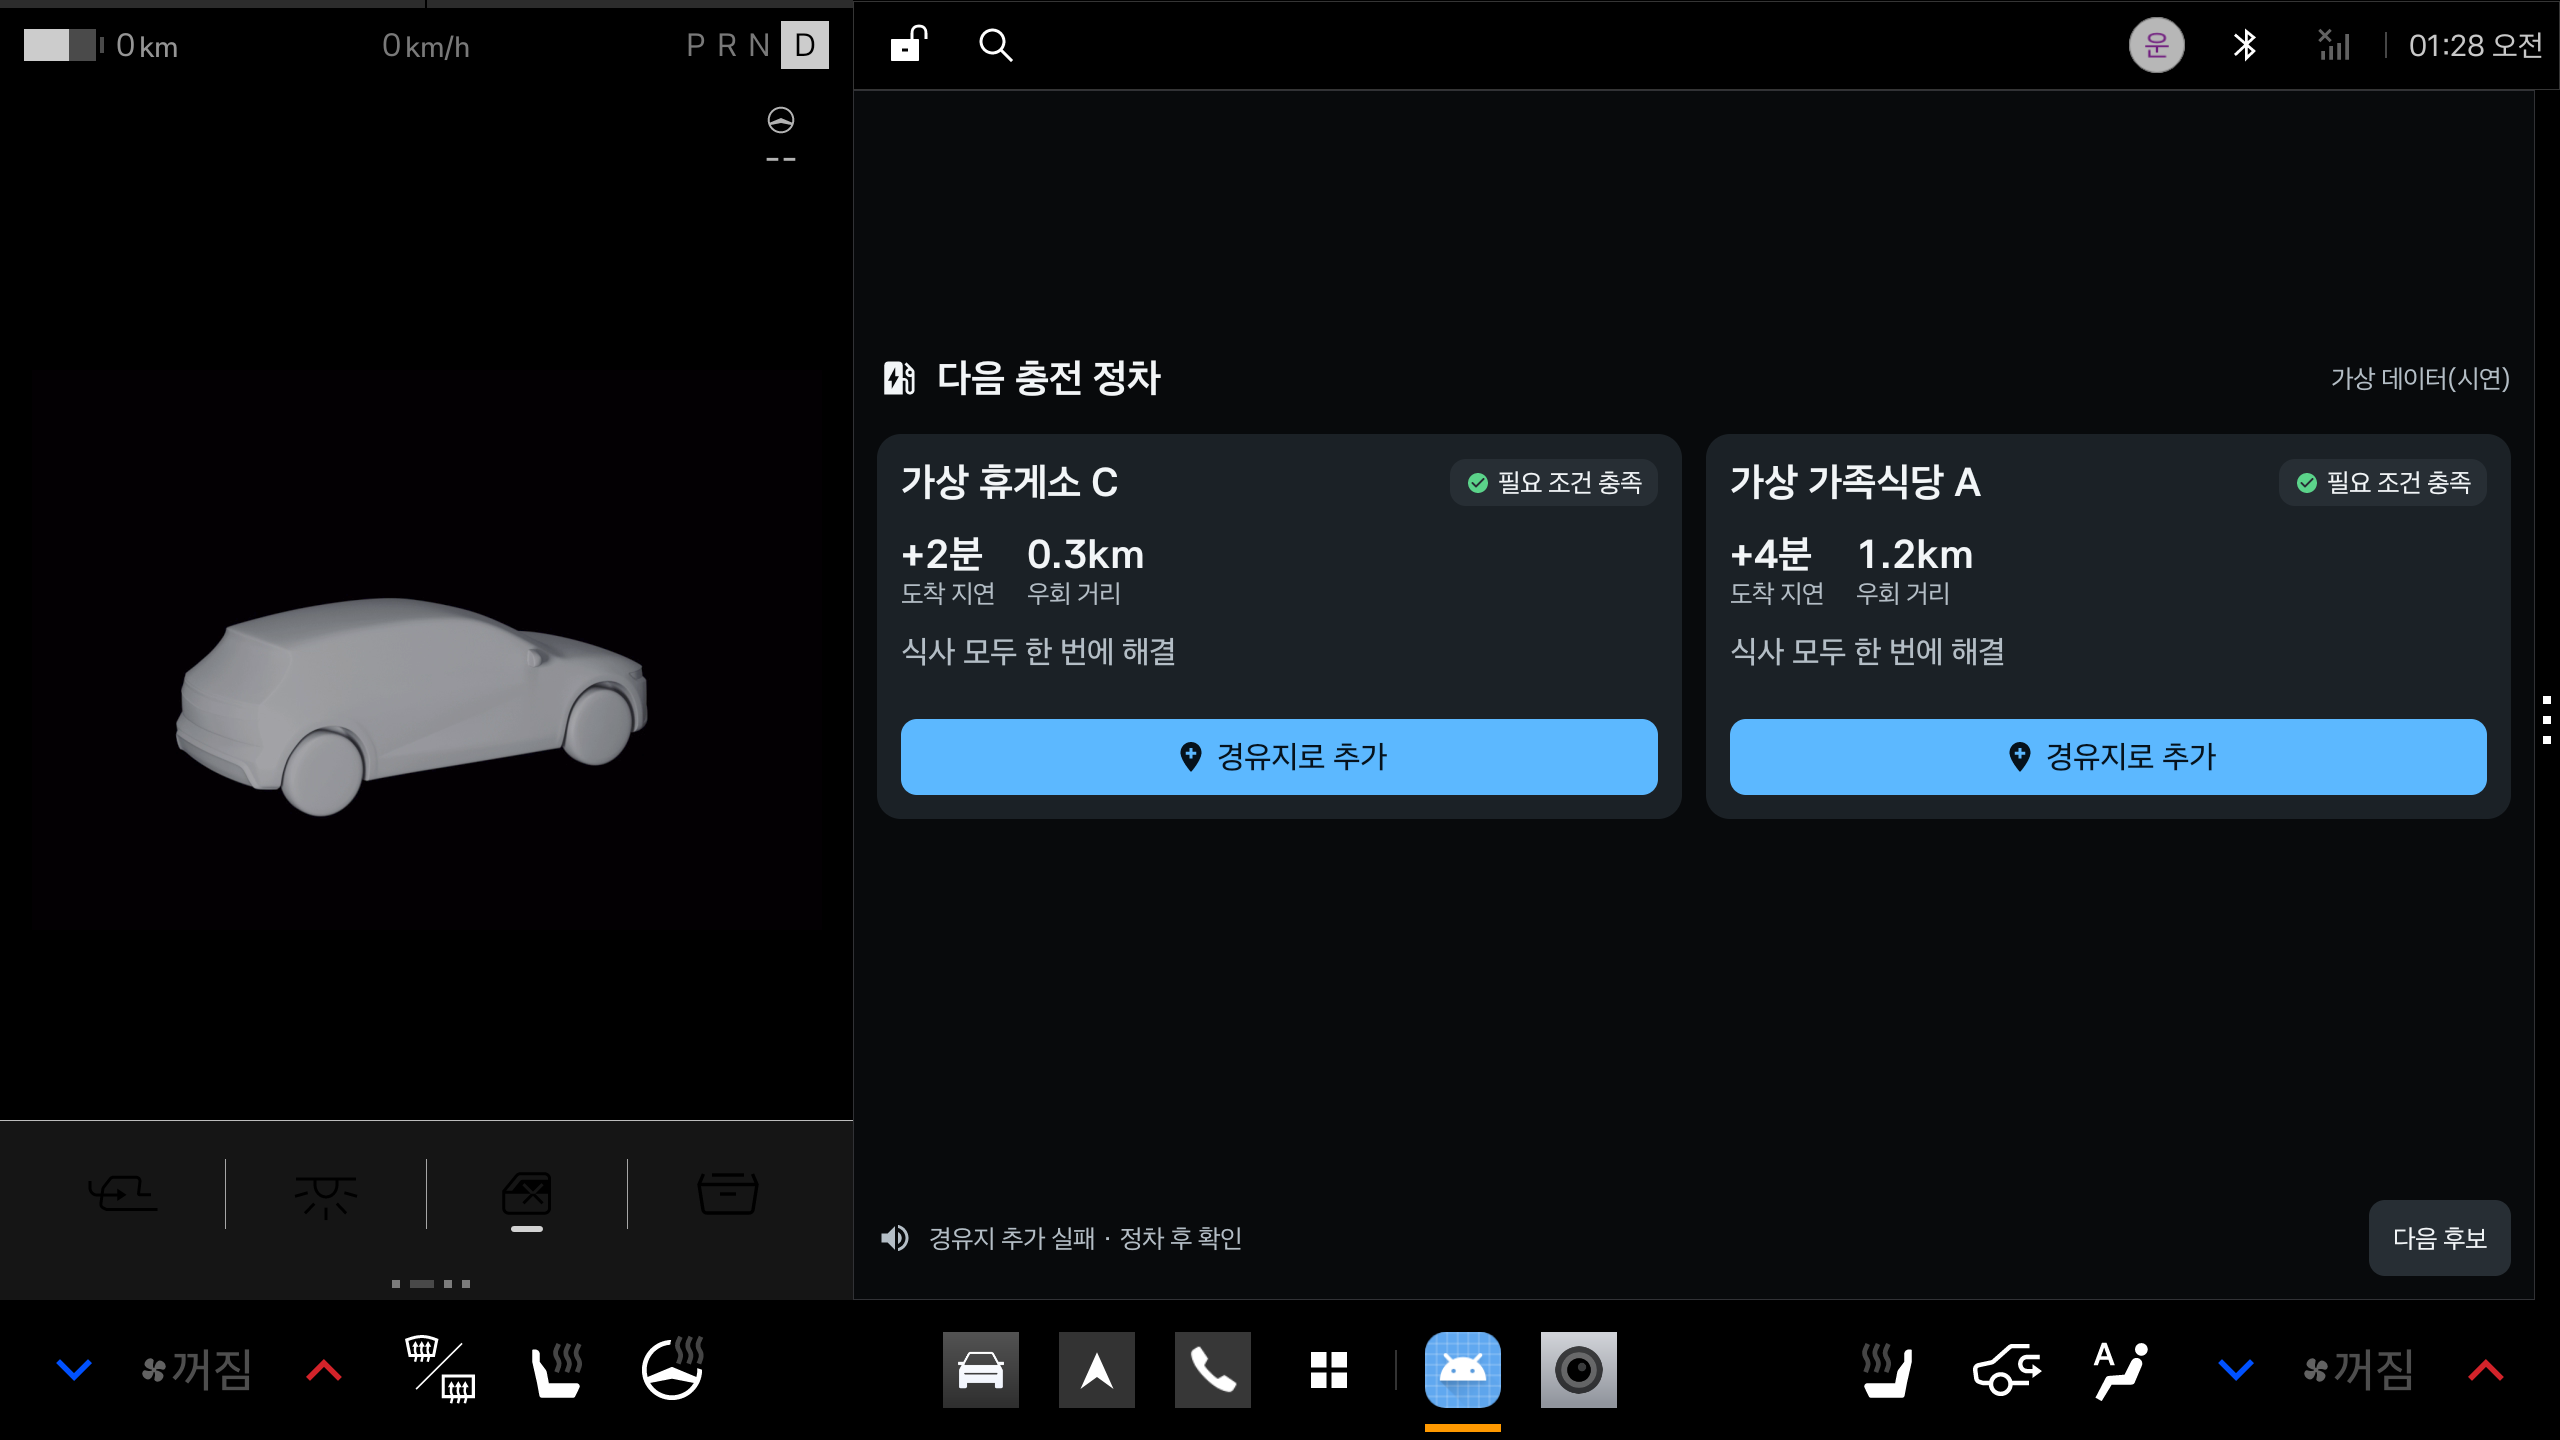 0 km
0 km/h
P R N D
운
01:28 오전
--
다음 충전 정차
가상 데이터(시연)
가상 휴게소 C
필요 조건 충족
+2분 0.3km
도착 지연 우회 거리
식사 모두 한 번에 해결
경유지로 추가
가상 가족식당 A
필요 조건 충족
+4분 1.2km
도착 지연 우회 거리
식사 모두 한 번에 해결
경유지로 추가
경유지 추가 실패 · 정차 후 확인
다음 후보
꺼짐
A
꺼짐